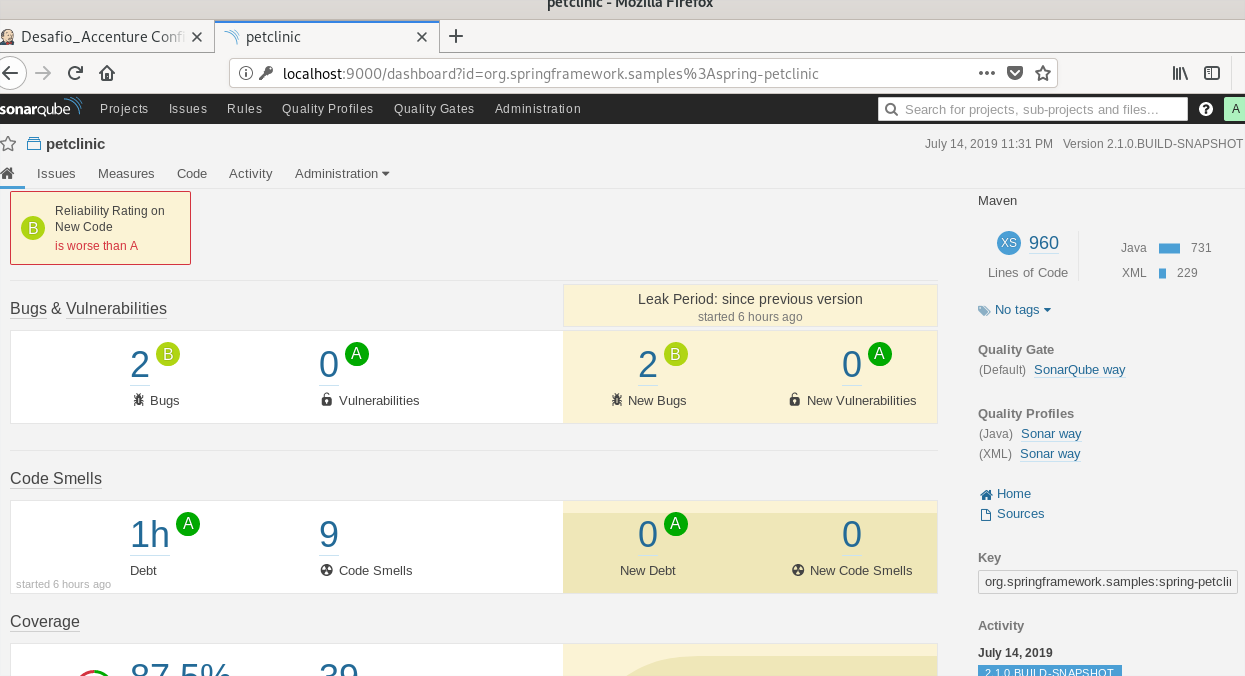 petclinic - Mozilla Firefox
Desafio_Accenture Confi
petclinic
localhost:9000/dashboard?id=org.springframework.samples%3Aspring-petclinic
sonarqube Projects Issues Rules Quality Profiles Quality Gates Administration
Search for projects, sub-projects and files...
A
petclinic
July 14, 2019 11:31 PM Version 2.1.0.BUILD-SNAPSHOT
Issues Measures Code Activity Administration
B
Reliability Rating on
New Code
is worse than A
Bugs & Vulnerabilities
Leak Period: since previous version
started 6 hours ago
2 B
Bugs
0 A
Vulnerabilities
2 B
New Bugs
0 A
New Vulnerabilities
Code Smells
1h A
Debt
9
Code Smells
started 6 hours ago
0 A
New Debt
0
New Code Smells
Coverage
87.5%
39
Maven
XS 960
Lines of Code
Java 731
XML 229
No tags
Quality Gate
(Default) SonarQube way
Quality Profiles
(Java) Sonar way
(XML) Sonar way
Home
Sources
Key
org.springframework.samples:spring-petclin
Activity
July 14, 2019
2.1.0.BUILD-SNAPSHOT